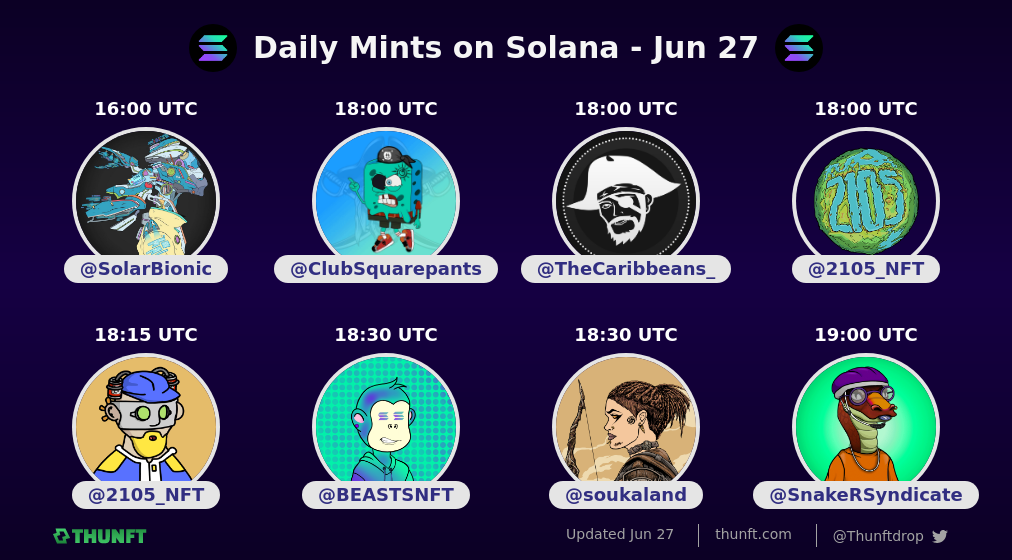 Daily Mints on Solana - Jun 27
16:00 UTC
18:00 UTC
18:00 UTC
18:00 UTC
2105
@SolarBionic
@ClubSquarepants
@TheCaribbeans_
@2105_NFT
18:15 UTC
18:30 UTC
18:30 UTC
19:00 UTC
@2105_NFT
@BEASTSNFT
@soukaland
@SnakeRSyndicate
THUNFT
Updated Jun 27
thunft.com
@Thunftdrop